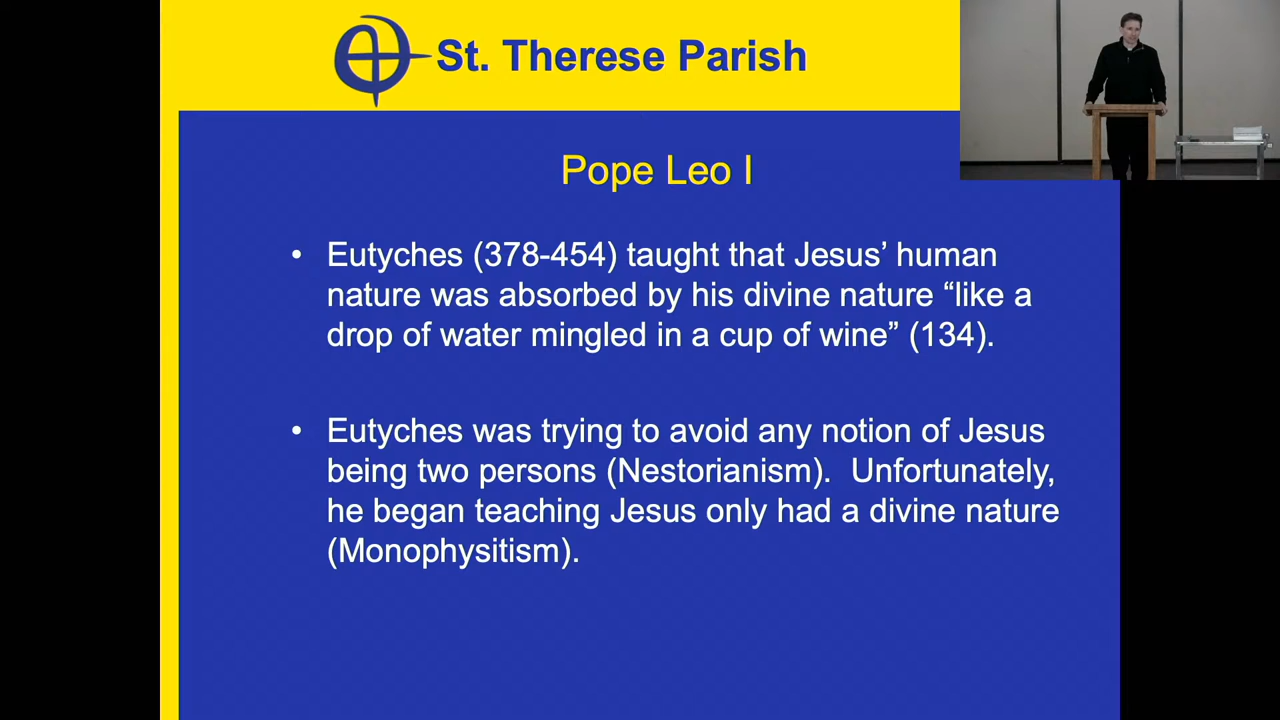 St. Therese Parish
Pope Leo I
• Eutyches (378-454) taught that Jesus’ human
nature was absorbed by his divine nature “like a
drop of water mingled in a cup of wine” (134).
• Eutyches was trying to avoid any notion of Jesus
being two persons (Nestorianism).  Unfortunately,
he began teaching Jesus only had a divine nature
(Monophysitism).